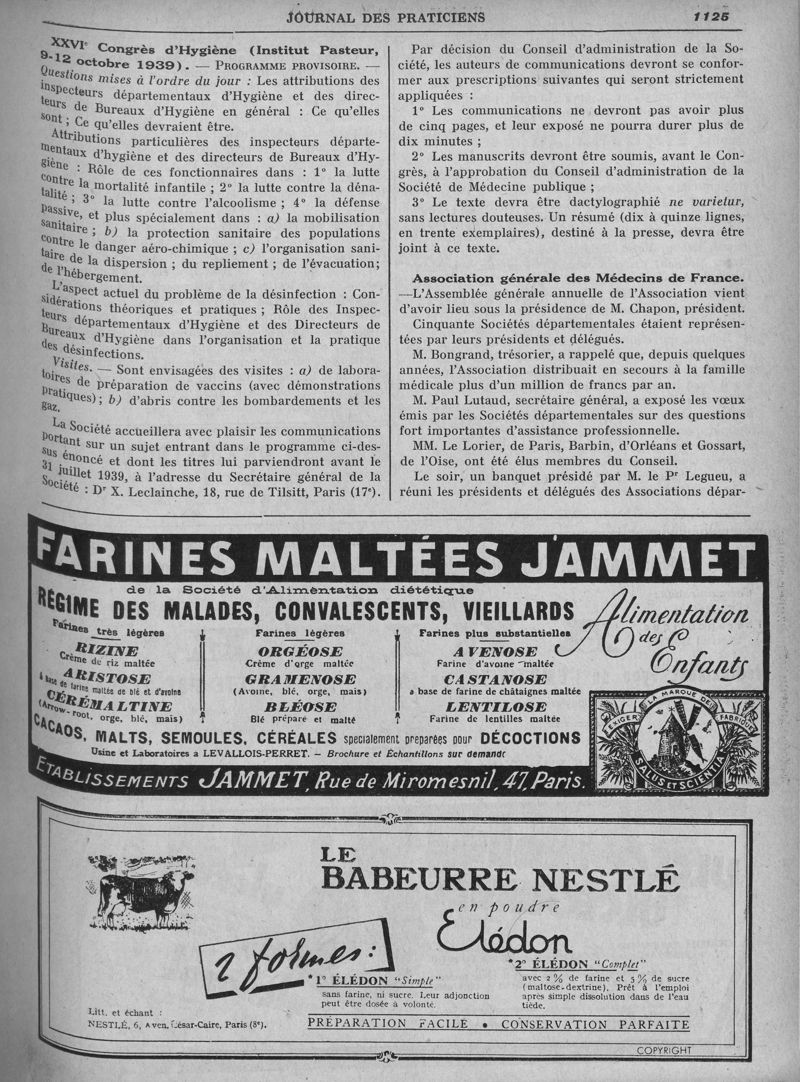 JOURNAL DES PRATICIENS
1125
XXVIe Congrès d'Hygiène (Institut Pasteur,
9-12 octobre 1939). — PROGRAMME PROVISOIRE. —
Questions mises à l'ordre du jour : Les attributions des
inspecteurs départementaux d'Hygiène et des direc-
teurs de Bureaux d'Hygiène en général : Ce qu'elles
sont ; Ce qu'elles devraient être.
Attributions particulières des inspecteurs départe-
mentaux d'hygiène et des directeurs de Bureaux d'Hy-
giène : Rôle de ces fonctionnaires dans : 1° la lutte
contre la mortalité infantile ; 2° la lutte contre la déna-
talité ; 3° la lutte contre l'alcoolisme ; 4° la défense
passive, et plus spécialement dans : a) la mobilisation
sanitaire ; b) la protection sanitaire des populations
contre le danger aéro-chimique ; c) l'organisation sani-
taire de la dispersion ; du repliement ; de l'évacuation;
de l'hébergement.
L'aspect actuel du problème de la désinfection : Con-
sidérations théoriques et pratiques ; Rôle des Inspec-
teurs départementaux d'Hygiène et des Directeurs de
Bureaux d'Hygiène dans l'organisation et la pratique
des désinfections.
Visites. — Sont envisagées des visites : a) de labora-
toires de préparation de vaccins (avec démonstrations
pratiques) ; b) d'abris contre les bombardements et les
gaz.
La Société accueillera avec plaisir les communications
portant sur un sujet entrant dans le programme ci-des-
sus énoncé et dont les titres lui parviendront avant le
31 juillet 1939, à l'adresse du Secrétaire général de la
Société : Dr X. Leclainche, 18, rue de Tilsitt, Paris (17e).
Par décision du Conseil d'administration de la So-
ciété, les auteurs de communications devront se confor-
mer aux prescriptions suivantes qui seront strictement
appliquées :
1° Les communications ne devront pas avoir plus
de cinq pages, et leur exposé ne pourra durer plus de
dix minutes ;
2° Les manuscrits devront être soumis, avant le Con-
grès, à l'approbation du Conseil d'administration de la
Société de Médecine publique ;
3° Le texte devra être dactylographié ne varietur,
sans lectures douteuses. Un résumé (dix à quinze lignes,
en trente exemplaires), destiné à la presse, devra être
joint à ce texte.
Association générale des Médecins de France.
—L'Assemblée générale annuelle de l'Association vient
d'avoir lieu sous la présidence de M. Chapon, président.
Cinquante Sociétés départementales étaient représen-
tées par leurs présidents et délégués.
M. Bongrand, trésorier, a rappelé que, depuis quelques
années, l'Association distribuait en secours à la famille
médicale plus d'un million de francs par an.
M. Paul Lutaud, secrétaire général, a exposé les vœux
émis par les Sociétés départementales sur des questions
fort importantes d'assistance professionnelle.
MM. Le Lorier, de Paris, Barbin, d'Orléans et Gossart,
de l'Oise, ont été élus membres du Conseil.
Le soir, un banquet présidé par M. le Pr Legueu, a
réuni les présidents et délégués des Associations dépar-
FARINES MALTÉES JAMMET
de la Société d'Alimentation diététique
RÉGIME DES MALADES, CONVALESCENTS, VIEILLARDS
Alimentation
des
Enfants
Farines très légères
RIZINE
Crème de riz maltée
ARISTOSE
à base de farine maltée de blé et d'avoine
CÉRÉMALTINE
(Arrow-root, orge, blé, maïs)
Farines légères
ORGÉOSE
Crème d'orge maltée
GRAMENOSE
(Avoine, blé, orge, maïs)
BLÉOSE
Blé préparé et malté
Farines plus substantielles
AVENOSE
Farine d'avoine maltée
CASTANOSE
a base de farine de châtaignes maltée
LENTILOSE
Farine de lentilles maltée
CACAOS, MALTS, SEMOULES, CÉRÉALES specialement preparées pour DÉCOCTIONS
Usine et Laboratoires a LEVALLOIS-PERRET. – Brochure et Échantillons sur demande
ÉTABLISSEMENTS JAMMET, Rue de Miromesnil, 47, Paris.
EXIGER LA MARQUE DE FABRIQUE
SALUS ET SCIENTIA
LE
BABEURRE NESTLÉ
en poudre
Elédon
2 formes :
*1° ÉLÉDON "Simple"
sans farine, ni sucre. Leur adjonction
peut être dosée à volonté.
*2° ÉLÉDON "Complet"
avec 2 % de farine et 5 % de sucre
(maltose-dextrine). Prêt à l'emploi
après simple dissolution dans de l'eau
tiède.
Litt. et échant :
NESTLÉ, 6, Aven. César-Caire, Paris (8e).
PRÉPARATION FACILE • CONSERVATION PARFAITE
COPYRIGHT